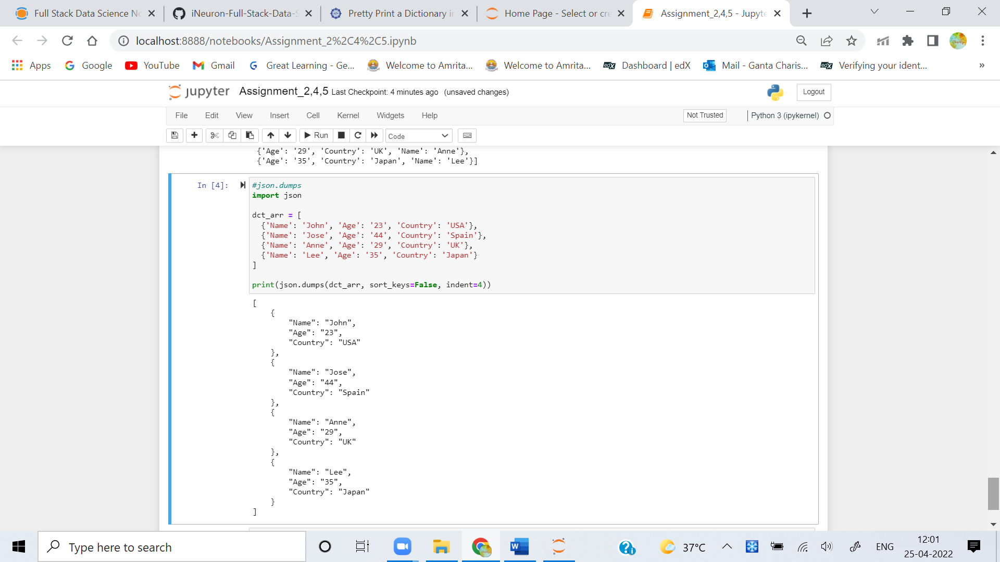 Full Stack Data Science No
iNeuron-Full-Stack-Data-S
Pretty Print a Dictionary in
Home Page - Select or cre
Assignment_2,4,5 - Jupyte
localhost:8888/notebooks/Assignment_2%2C4%2C5.ipynb
Apps
Google
YouTube
Gmail
Great Learning - Ge...
Welcome to Amrita...
Welcome to Amrita...
edX
Dashboard | edX
Mail - Ganta Charis...
edX
Verifying your ident...
»
jupyter
Assignment_2,4,5 Last Checkpoint: 4 minutes ago (unsaved changes)
Logout
File Edit View Insert Cell Kernel Widgets Help
Not Trusted
Python 3 (ipykernel)
Run
Code
{'Age': '29', 'Country': 'UK', 'Name': 'Anne'},
{'Age': '35', 'Country': 'Japan', 'Name': 'Lee'}]
In [4]:
#json.dumps
import json
dct_arr = [
{'Name': 'John', 'Age': '23', 'Country': 'USA'},
{'Name': 'Jose', 'Age': '44', 'Country': 'Spain'},
{'Name': 'Anne', 'Age': '29', 'Country': 'UK'},
{'Name': 'Lee', 'Age': '35', 'Country': 'Japan'}
]
print(json.dumps(dct_arr, sort_keys=False, indent=4))
[
{
"Name": "John",
"Age": "23",
"Country": "USA"
},
{
"Name": "Jose",
"Age": "44",
"Country": "Spain"
},
{
"Name": "Anne",
"Age": "29",
"Country": "UK"
},
{
"Name": "Lee",
"Age": "35",
"Country": "Japan"
}
]
Type here to search
37°C
ENG
12:01
25-04-2022